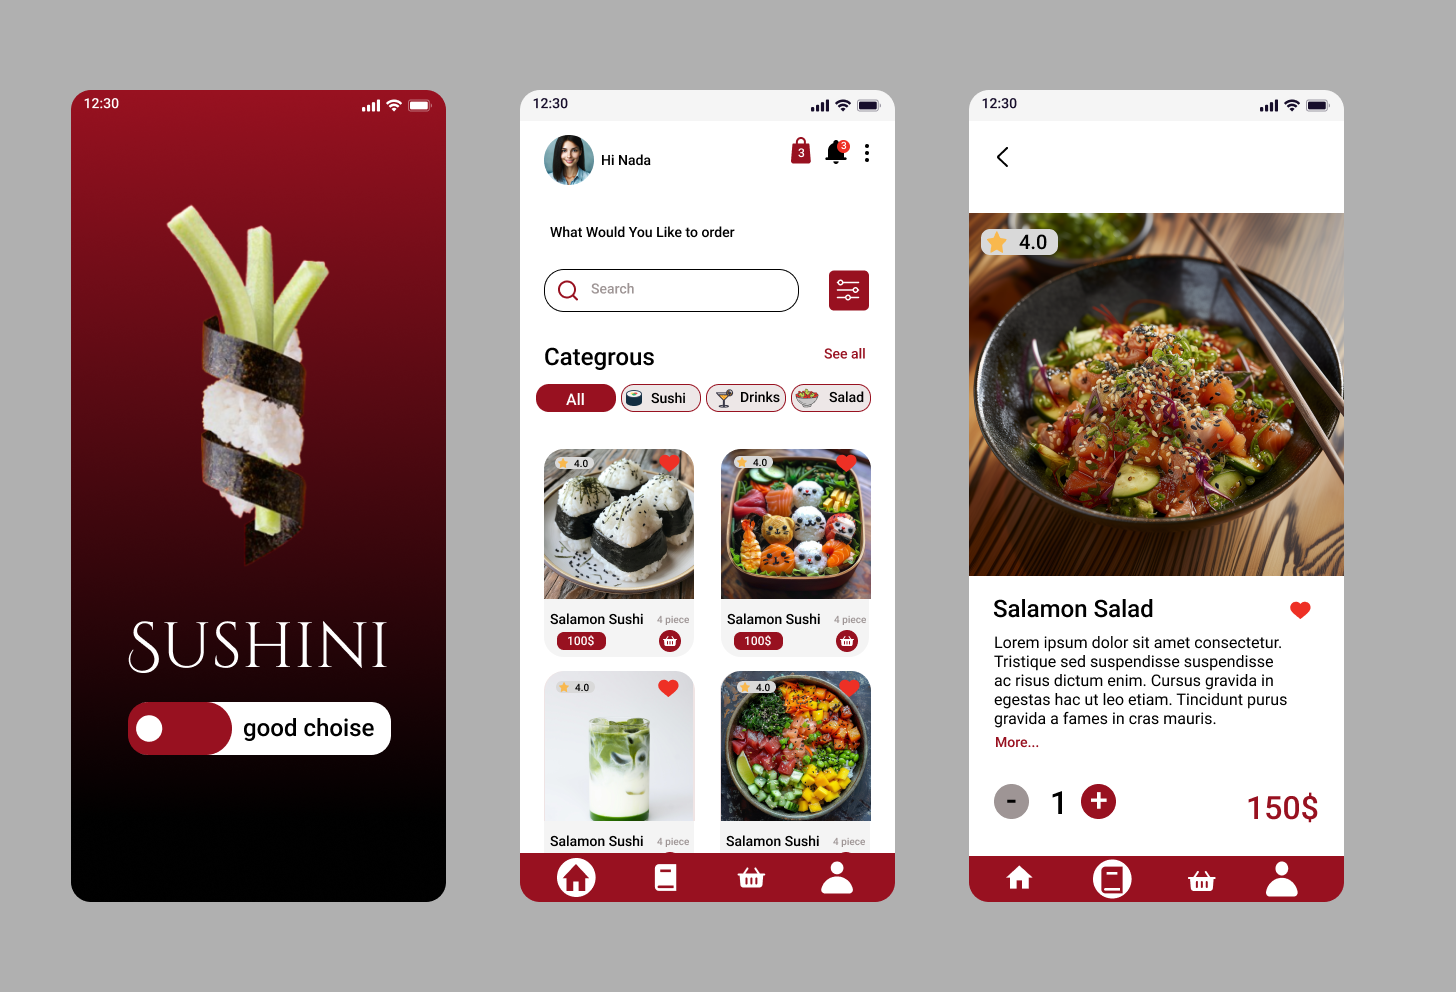 12:30
SUSHINI
good choise
12:30
Hi Nada
3
3
What Would You Like to order
Search
Categrous
See all
All
Sushi
Drinks
Salad
4.0
4.0
Salamon Sushi
4 piece
100$
Salamon Sushi
4 piece
100$
4.0
4.0
Salamon Sushi
4 piece
Salamon Sushi
4 piece
12:30
4.0
Salamon Salad
Lorem ipsum dolor sit amet consectetur.
Tristique sed suspendisse suspendisse
ac risus dictum enim. Cursus gravida in
egestas hac ut leo etiam. Tincidunt purus
gravida a fames in cras mauris.
More...
- 1 +
150$